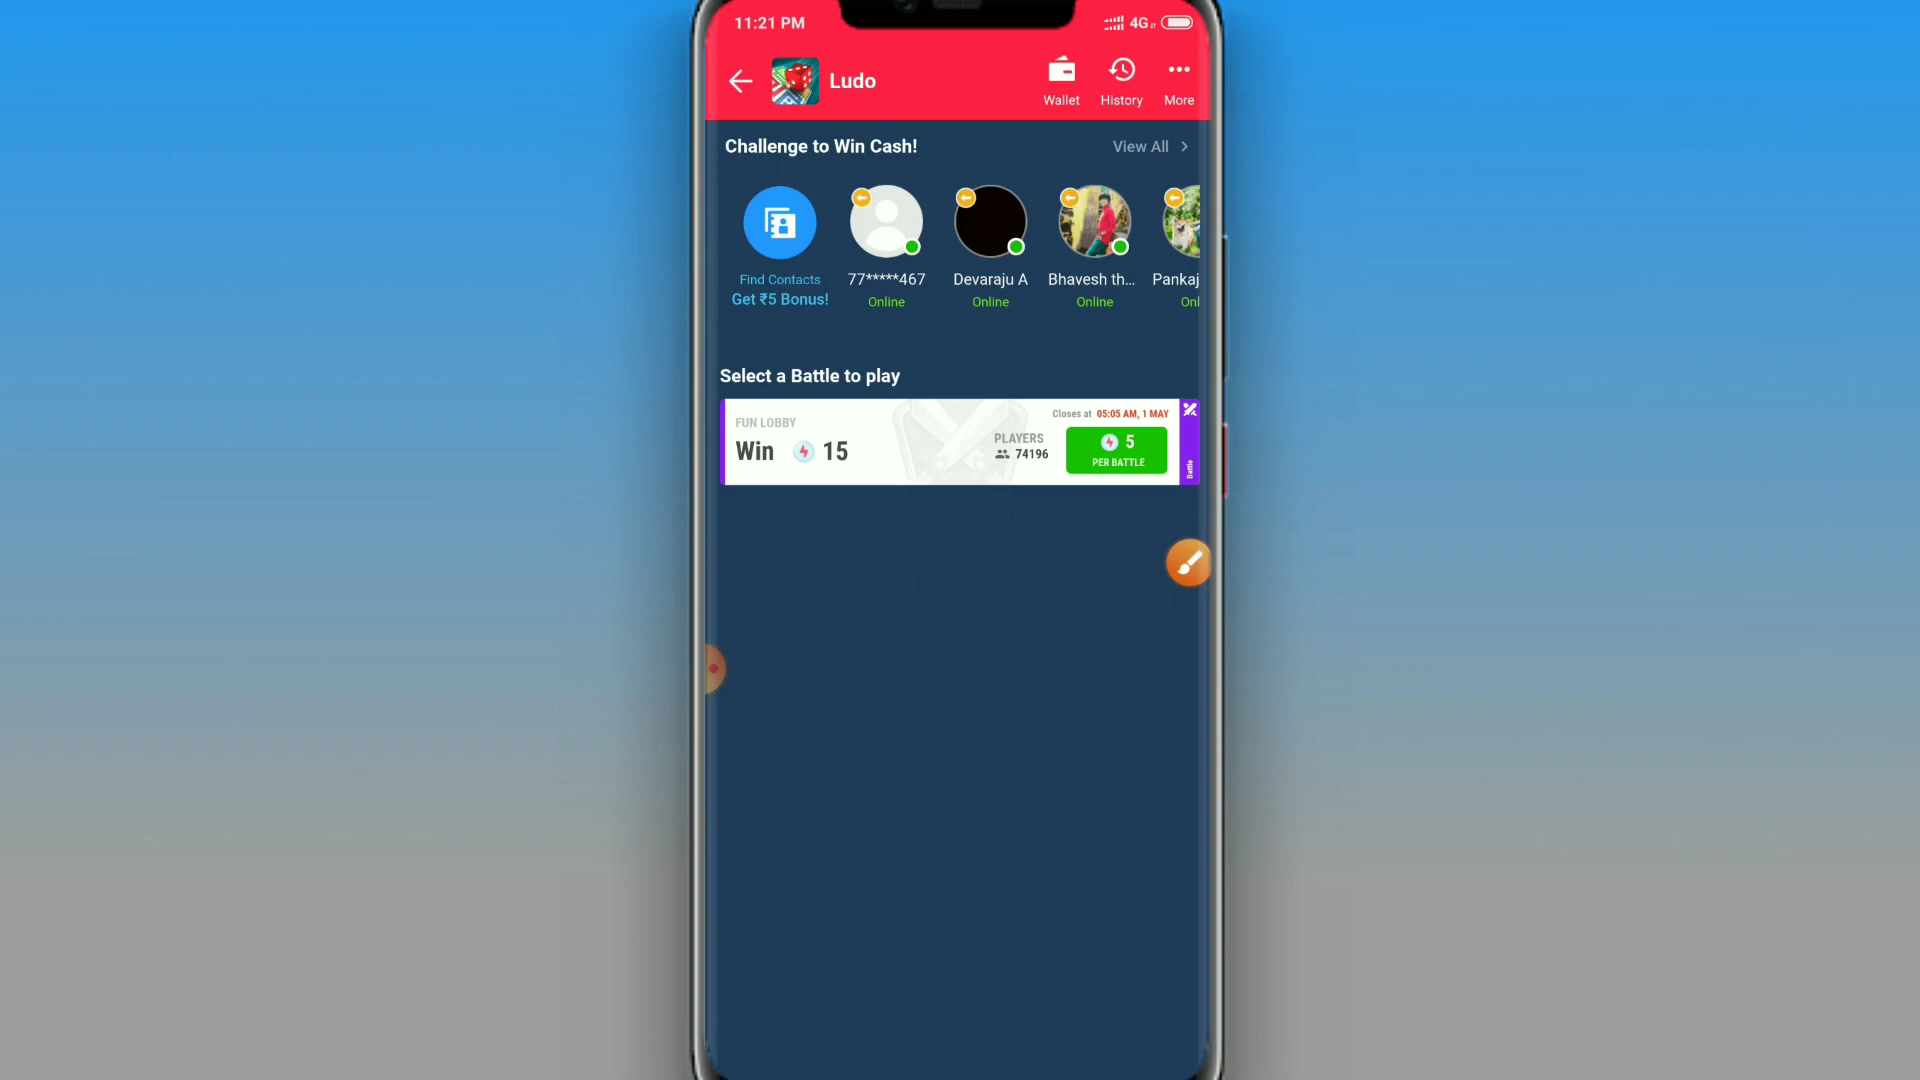 11:21 PM
4G
Ludo
Wallet
History
More
Challenge to Win Cash!
View All
Find Contacts
Get ₹5 Bonus!
77*****467
Online
Devaraju A
Online
Bhavesh th...
Online
Pankaj
Onl
Select a Battle to play
FUN LOBBY
Win 15
PLAYERS
74196
Closes at 05:05 AM, 1 MAY
5
PER BATTLE
Battle